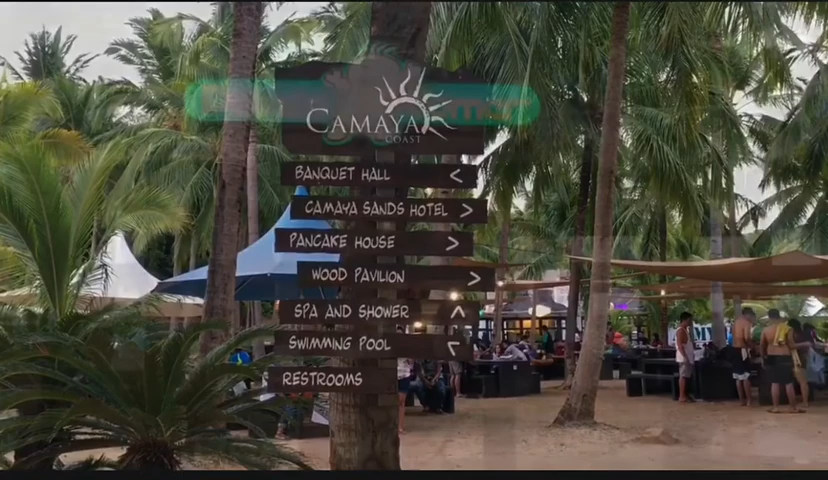 CAMAYA
COAST
BANQUET HALL <
CAMAYA SANDS HOTEL >
PANCAKE HOUSE >
WOOD PAVILION >
SPA AND SHOWER ^
SWIMMING POOL <
RESTROOMS